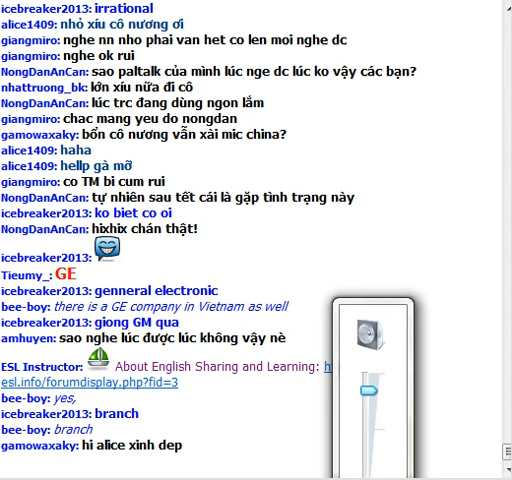 icebreaker2013: irrational
alice1409: nhỏ xíu cô nương ơi
giangmiro: nghe nn nho phai van het co len moi nghe dc
giangmiro: nghe ok rui
NongDanAnCan: sao paltalk của mình lúc nge dc lúc ko vậy các bạn?
nhattruong_bk: lớn xíu nữa đi cô
NongDanAnCan: lúc trc đang dùng ngon lắm
giangmiro: chac mang yeu do nongdan
gamowaxaky: bổn cô nương vẫn xài mic china?
alice1409: haha
alice1409: hellp gà mỡ
giangmiro: co TM bi cum rui
NongDanAnCan: tự nhiên sau tết cái là gặp tình trạng này
icebreaker2013: ko biet co oi
NongDanAnCan: hixhix chán thật!
icebreaker2013:
Tieumy_: GE
icebreaker2013: genneral electronic
bee-boy: there is a GE company in Vietnam as well
icebreaker2013: giong GM qua
amhuyen: sao nghe lúc được lúc không vậy nè
ESL Instructor: About English Sharing and Learning:
esl.info/forumdisplay.php?fid=3
bee-boy: yes,
icebreaker2013: branch
bee-boy: branch
gamowaxaky: hi alice xinh dep